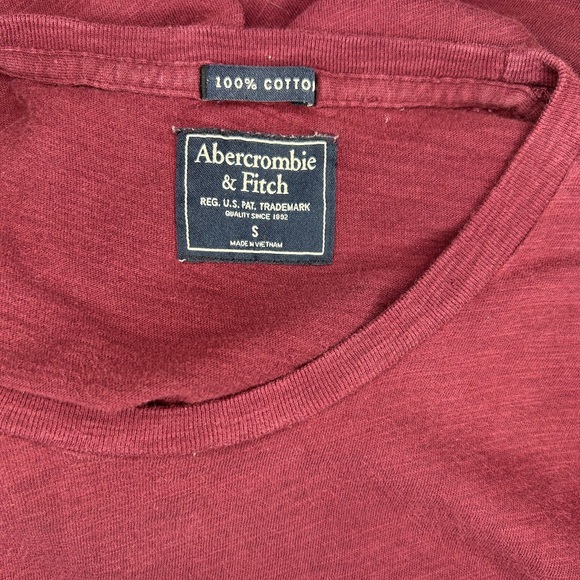 100% COTTO
Abercrombie
& Fitch
REG. U.S. PAT. TRADEMARK
QUALITY SINCE 1892
S
MADE IN VIETNAM